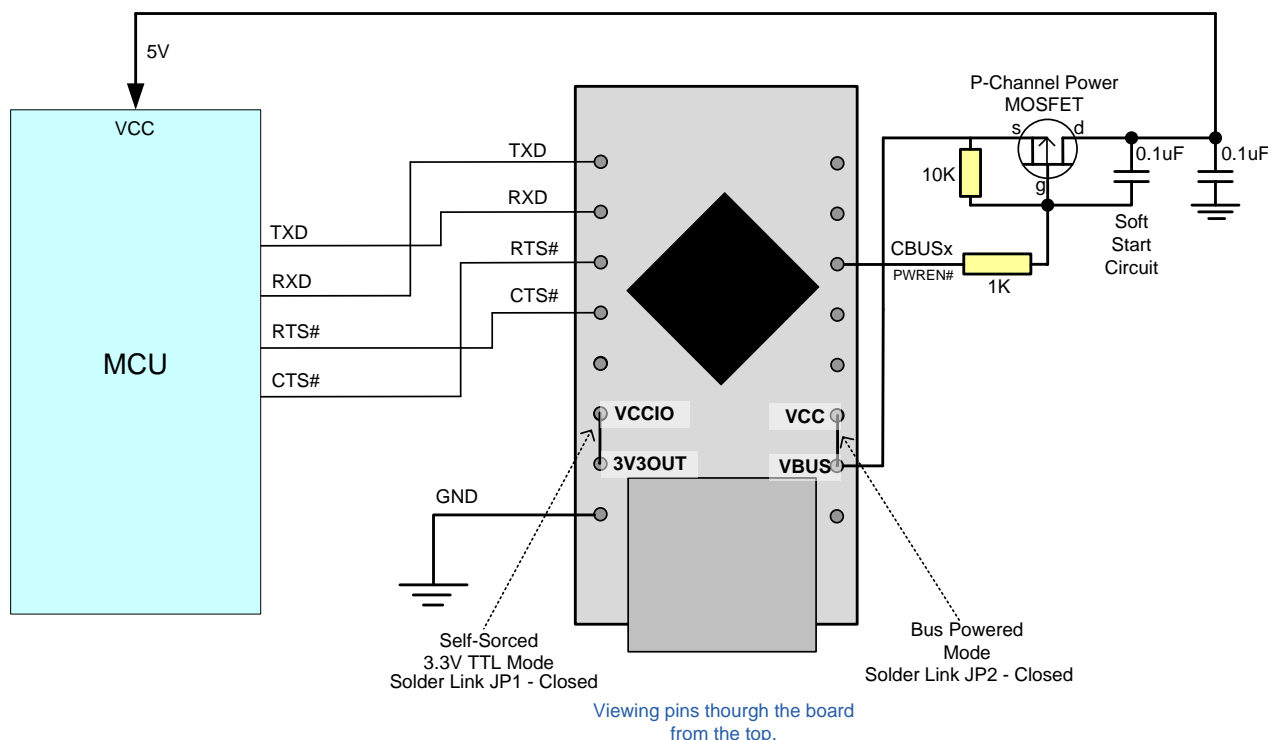 5V
VCC
MCU
TXD
RXD
RTS#
CTS#
TXD
RXD
RTS#
CTS#
VCCIO
3V3OUT
GND
VCC
VBUS
P-Channel Power
MOSFET
s
d
g
10K
0.1uF
0.1uF
Soft
Start
Circuit
CBUSx
PWREN#
1K
Self-Sorced
3.3V TTL Mode
Solder Link JP1 - Closed
Bus Powered
Mode
Solder Link JP2 - Closed
Viewing pins thourgh the board
from the top.